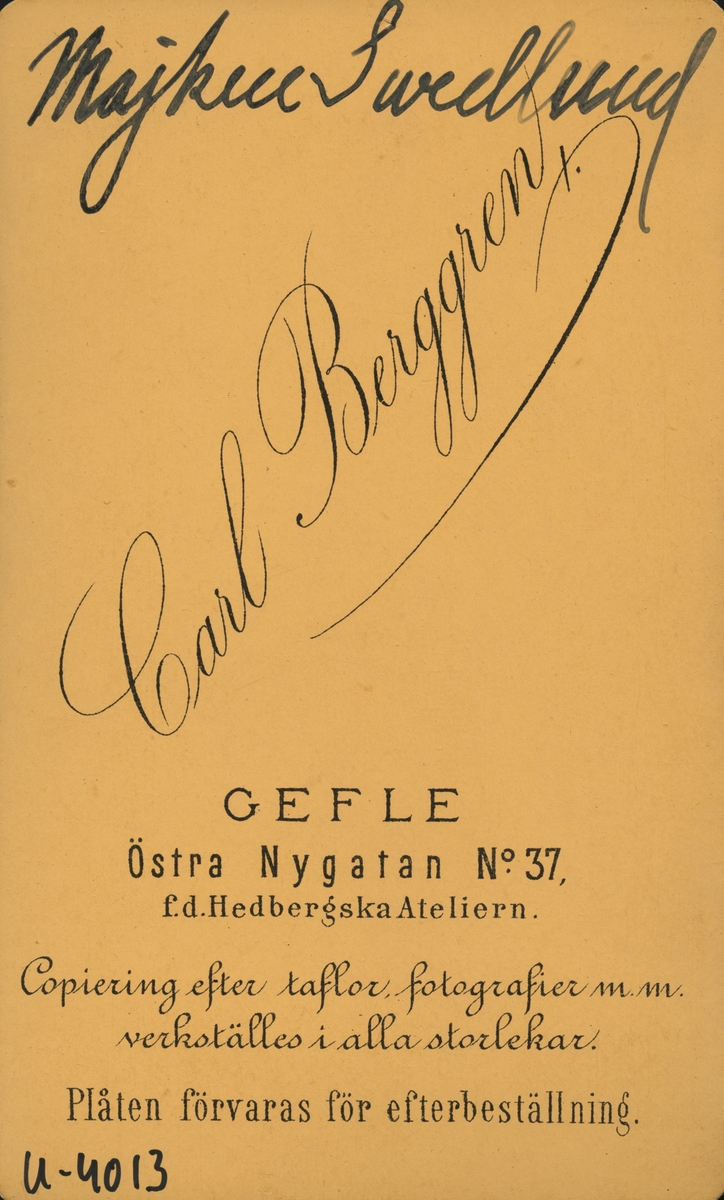 Majken Swedlund
Carl Berggren
GEFLE
Östra Nygatan Nº 37,
f.d. Hedbergska Ateliern.
Copiering efter taflor, fotografier m.m.
verkställes i alla storlekar.
Plåten förvaras för efterbeställning.
U-4013